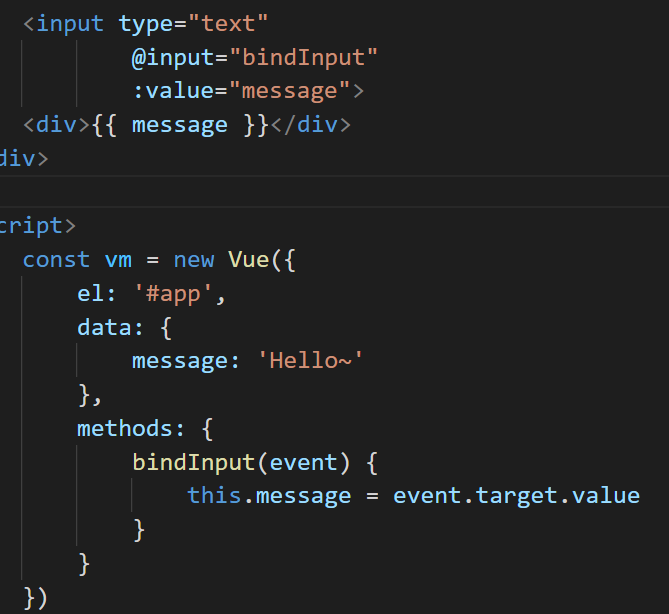 <input type="text"
@input="bindInput"
:value="message">
<div>{{ message }}</div>
div>
cript>
const vm = new Vue({
el: '#app',
data: {
message: 'Hello~'
},
methods: {
bindInput(event) {
this.message = event.target.value
}
}
})